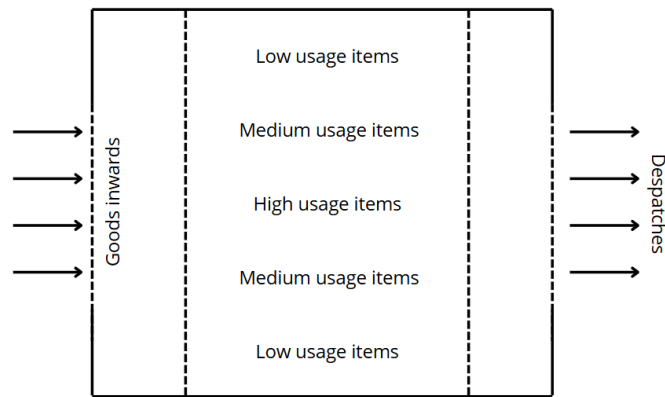 Low usage items
Medium usage items
Goods inwards
High usage items
Despatches
Medium usage items
Low usage items